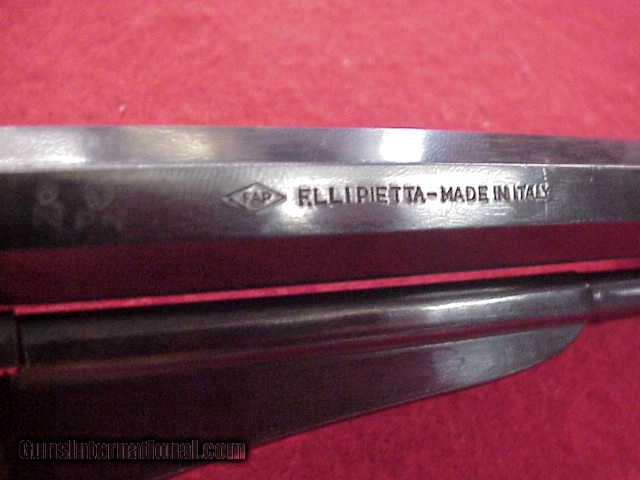 FAP F.LLI PIETTA - MADE IN ITALY
GunsInternational.com